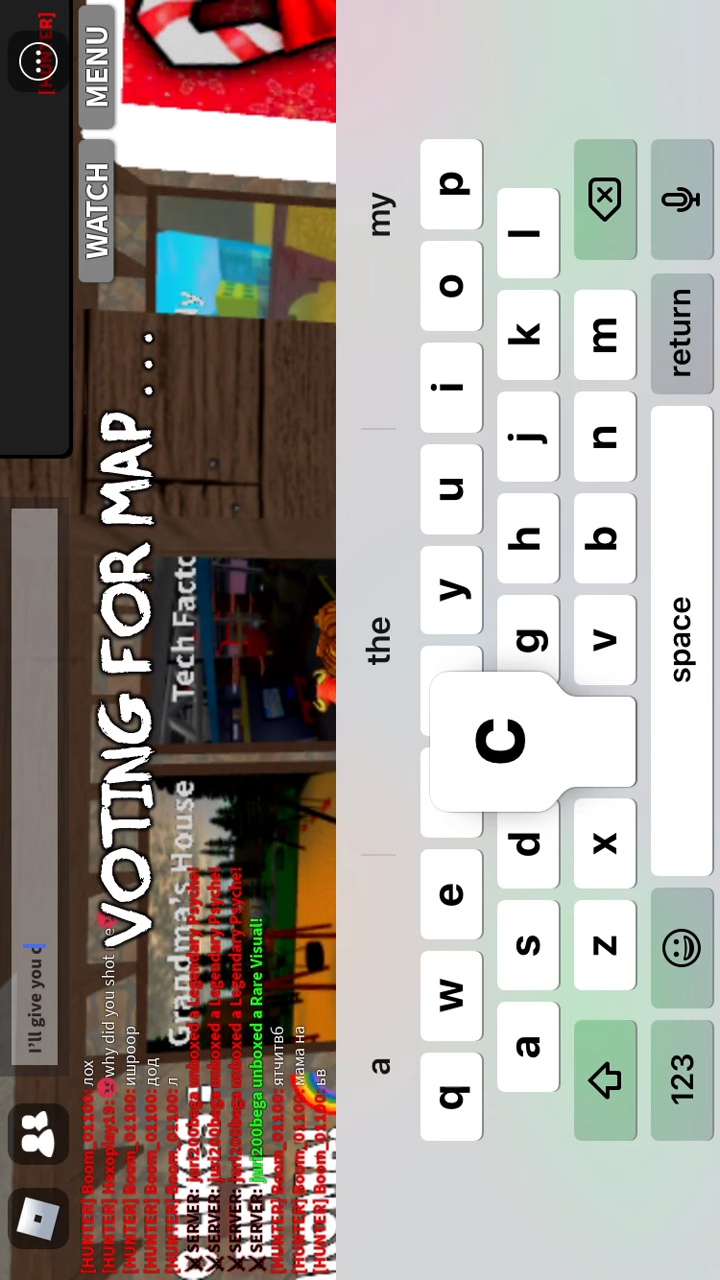 [HUNTER]
MENU
WATCH
I'll give you c
VOTING FOR MAP ...
Grandma's House
Tech Facto
ly
[HUNTER] Boom_01100: лох
[HUNTER] Hexoplay19: 😡why did you shot me
[HUNTER] Boom_01100: ишроор
[HUNTER] Boom_01100: дод
[HUNTER] Boom_01100: л
⚔ SERVER: juri200bega unboxed a Legendary Psyche!
⚔ SERVER: juri200bega unboxed a Legendary Psyche!
⚔ SERVER: juri200bega unboxed a Legendary Psyche!
⚔ SERVER: juri200bega unboxed a Rare Visual!
[HUNTER] Boom_01100: ятчитвб
[HUNTER] Boom_01100: мама на
[HUNTER] Boom_01100: ьв
a the my
q w e y u i o p
a s d g h j k l
z x c v b n m
123 space return